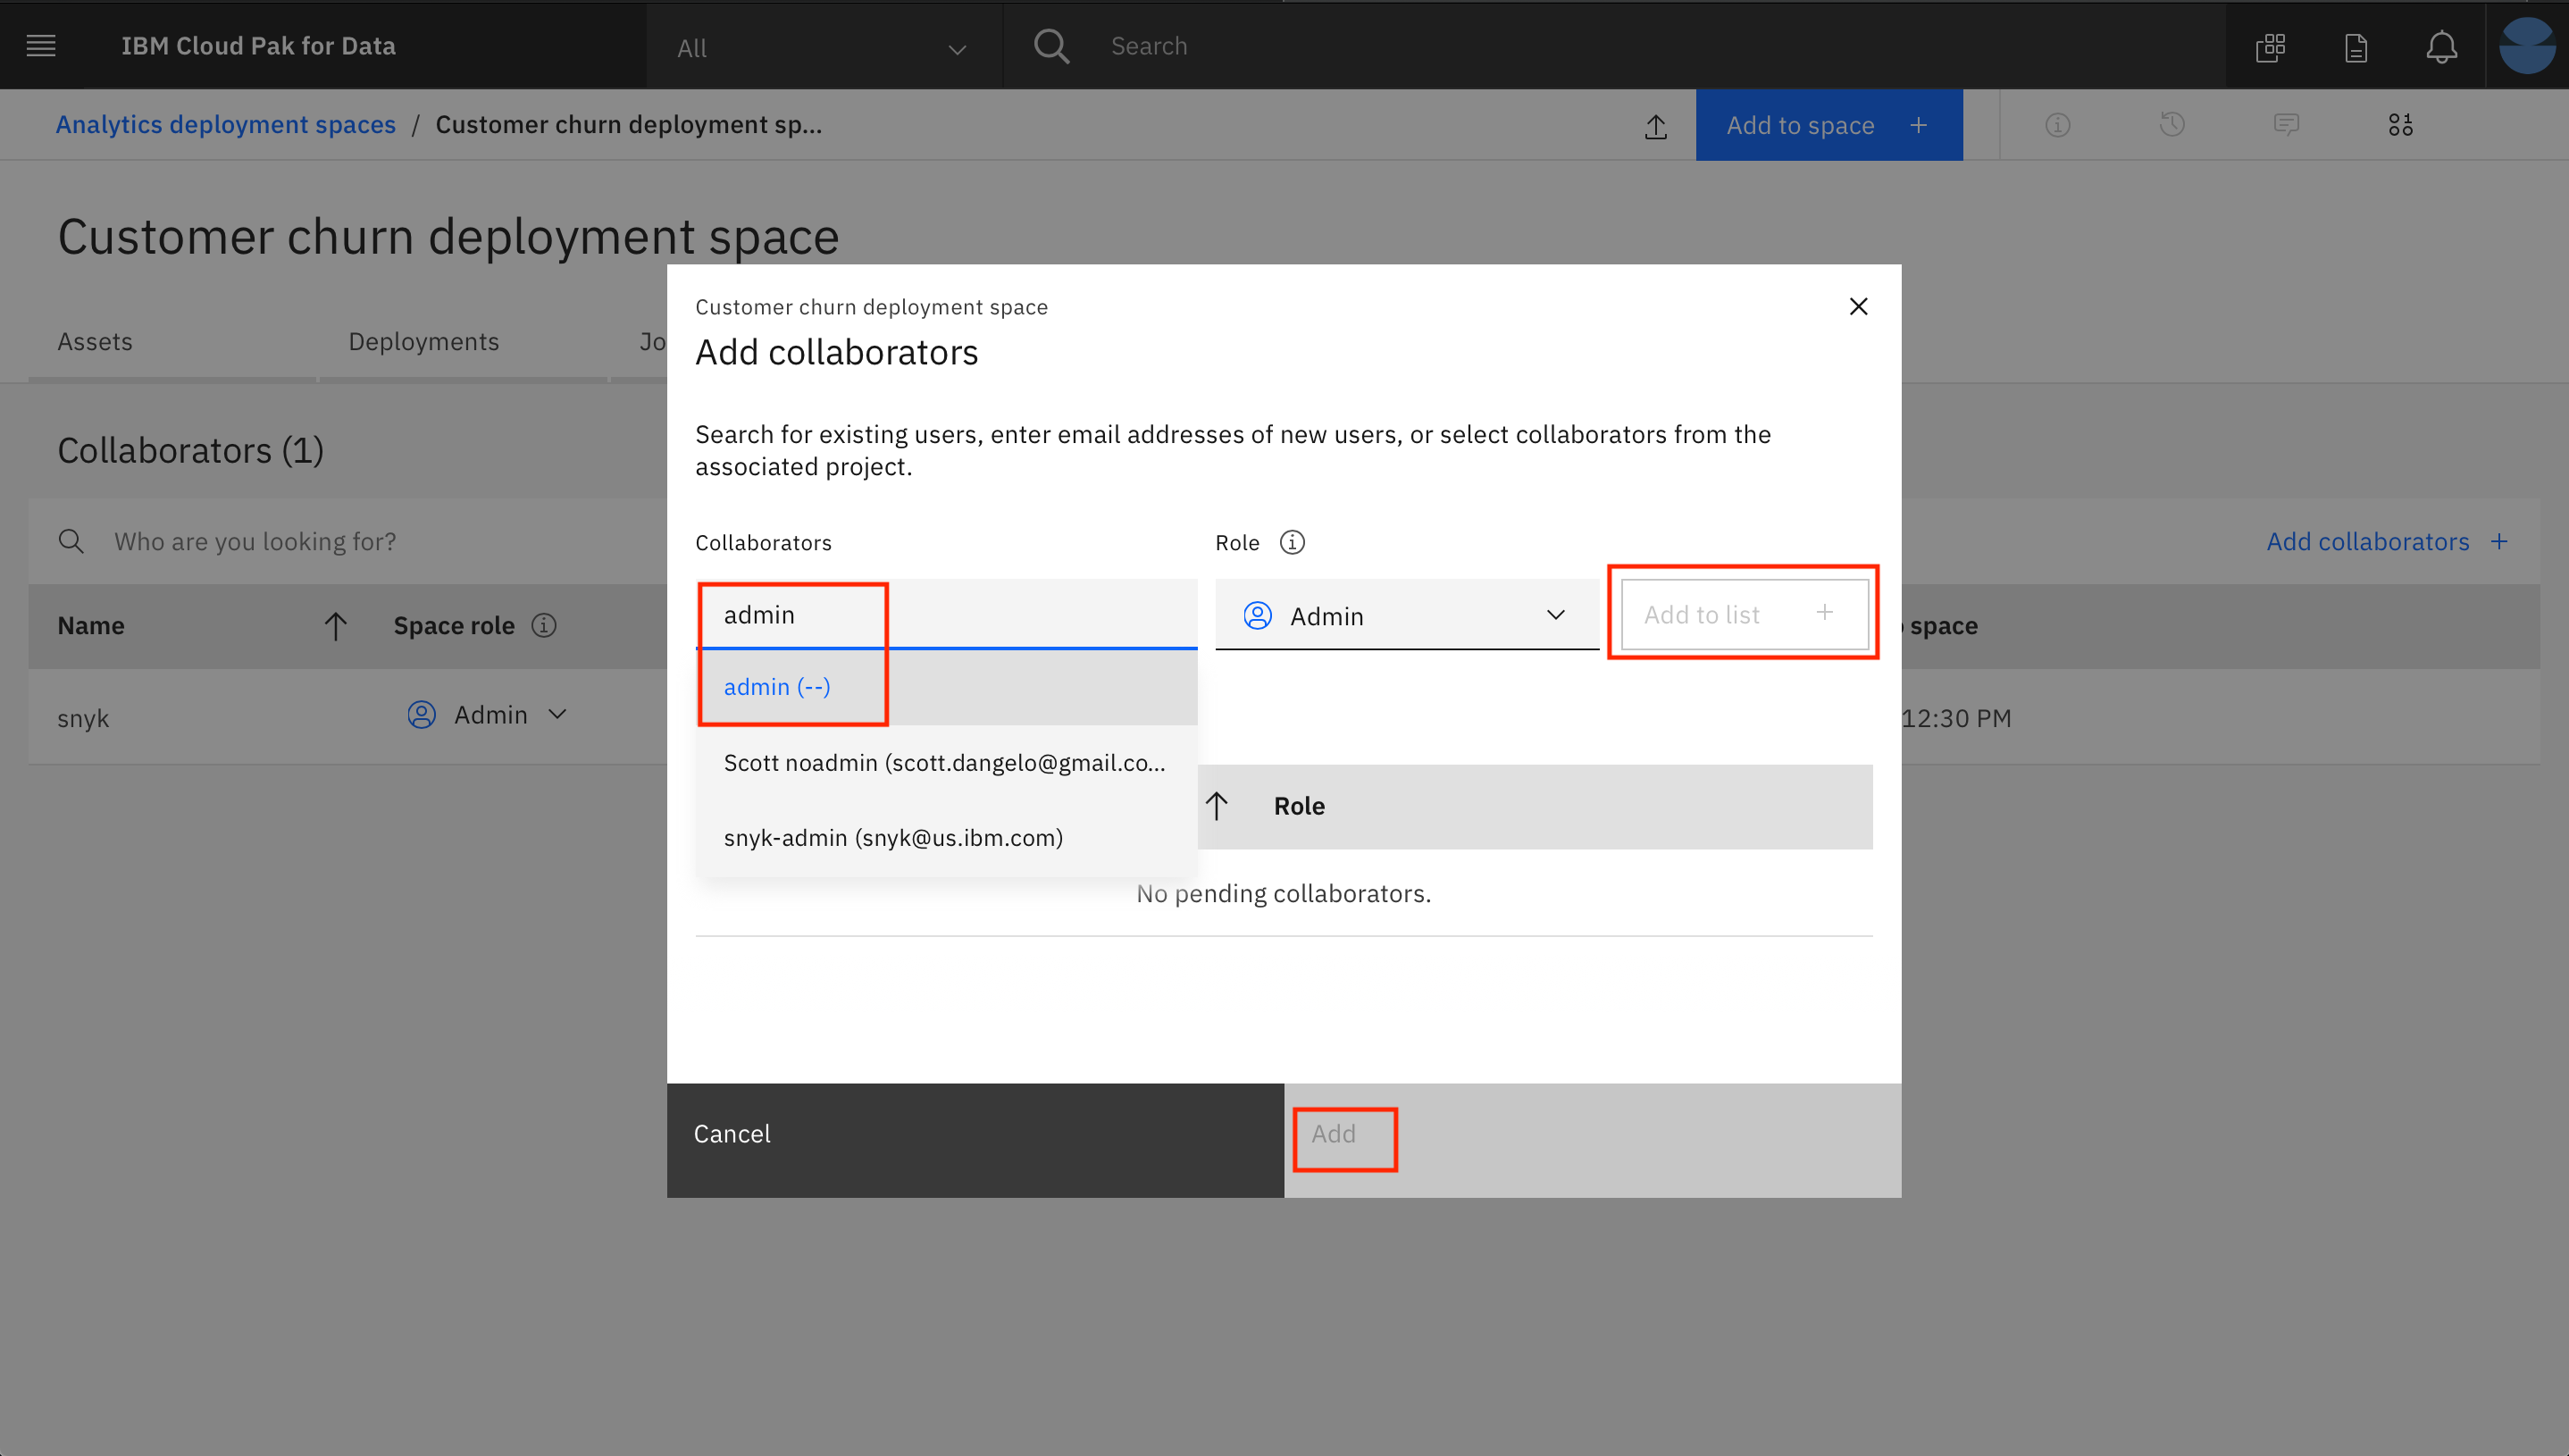 IBM Cloud Pak for Data
All
Search
Analytics deployment spaces / Customer churn deployment sp...
Add to space +
Customer churn deployment space
Assets
Deployments
Jo
Collaborators (1)
Who are you looking for?
Add collaborators +
Name
Space role
space
snyk
Admin
12:30 PM
Customer churn deployment space
Add collaborators
Search for existing users, enter email addresses of new users, or select collaborators from the
associated project.
Collaborators
Role
admin
Admin
Add to list +
admin (--)
Scott noadmin (scott.dangelo@gmail.co...
snyk-admin (snyk@us.ibm.com)
Role
No pending collaborators.
Cancel
Add